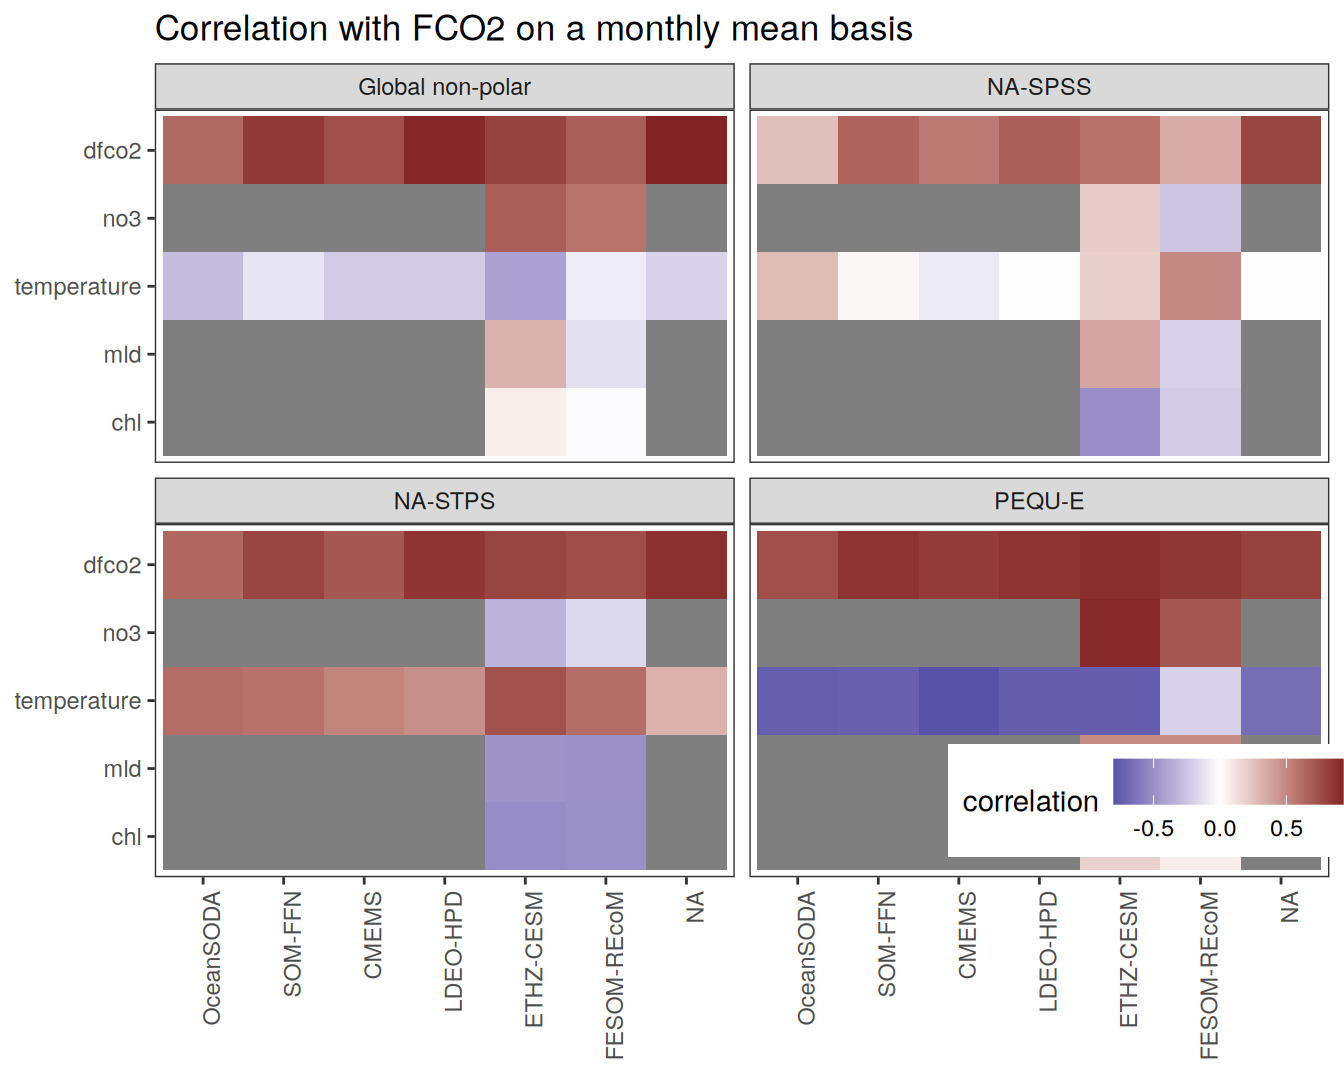 Correlation with FCO2 on a monthly mean basis
Global non-polar
NA-SPSS
dfco2
no3
temperature
mld
chl
NA-STPS
PEQU-E
dfco2
no3
temperature
mld
chl
correlation
-0.5 0.0 0.5
OceanSODA
SOM-FFN
CMEMS
LDEO-HPD
ETHZ-CESM
FESOM-REcoM
NA
OceanSODA
SOM-FFN
CMEMS
LDEO-HPD
ETHZ-CESM
FESOM-REcoM
NA